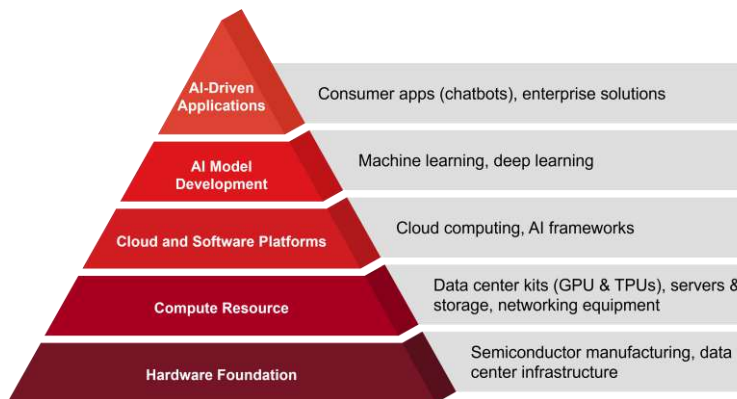 AI-Driven
Applications
Consumer apps (chatbots), enterprise solutions
AI Model
Development
Machine learning, deep learning
Cloud and Software Platforms
Cloud computing, AI frameworks
Compute Resource
Data center kits (GPU & TPUs), servers &
storage, networking equipment
Hardware Foundation
Semiconductor manufacturing, data
center infrastructure